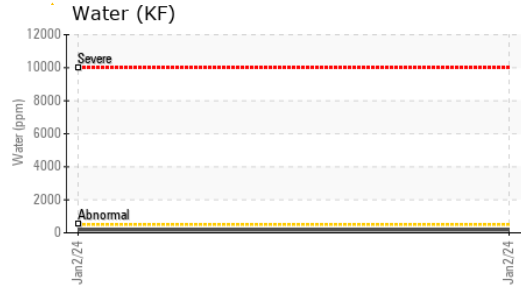 Water (KF)
12000
Severe
10000
8000
6000
4000
2000
Abnormal
0
Water (ppm)
Jan2/24
Jan2/24